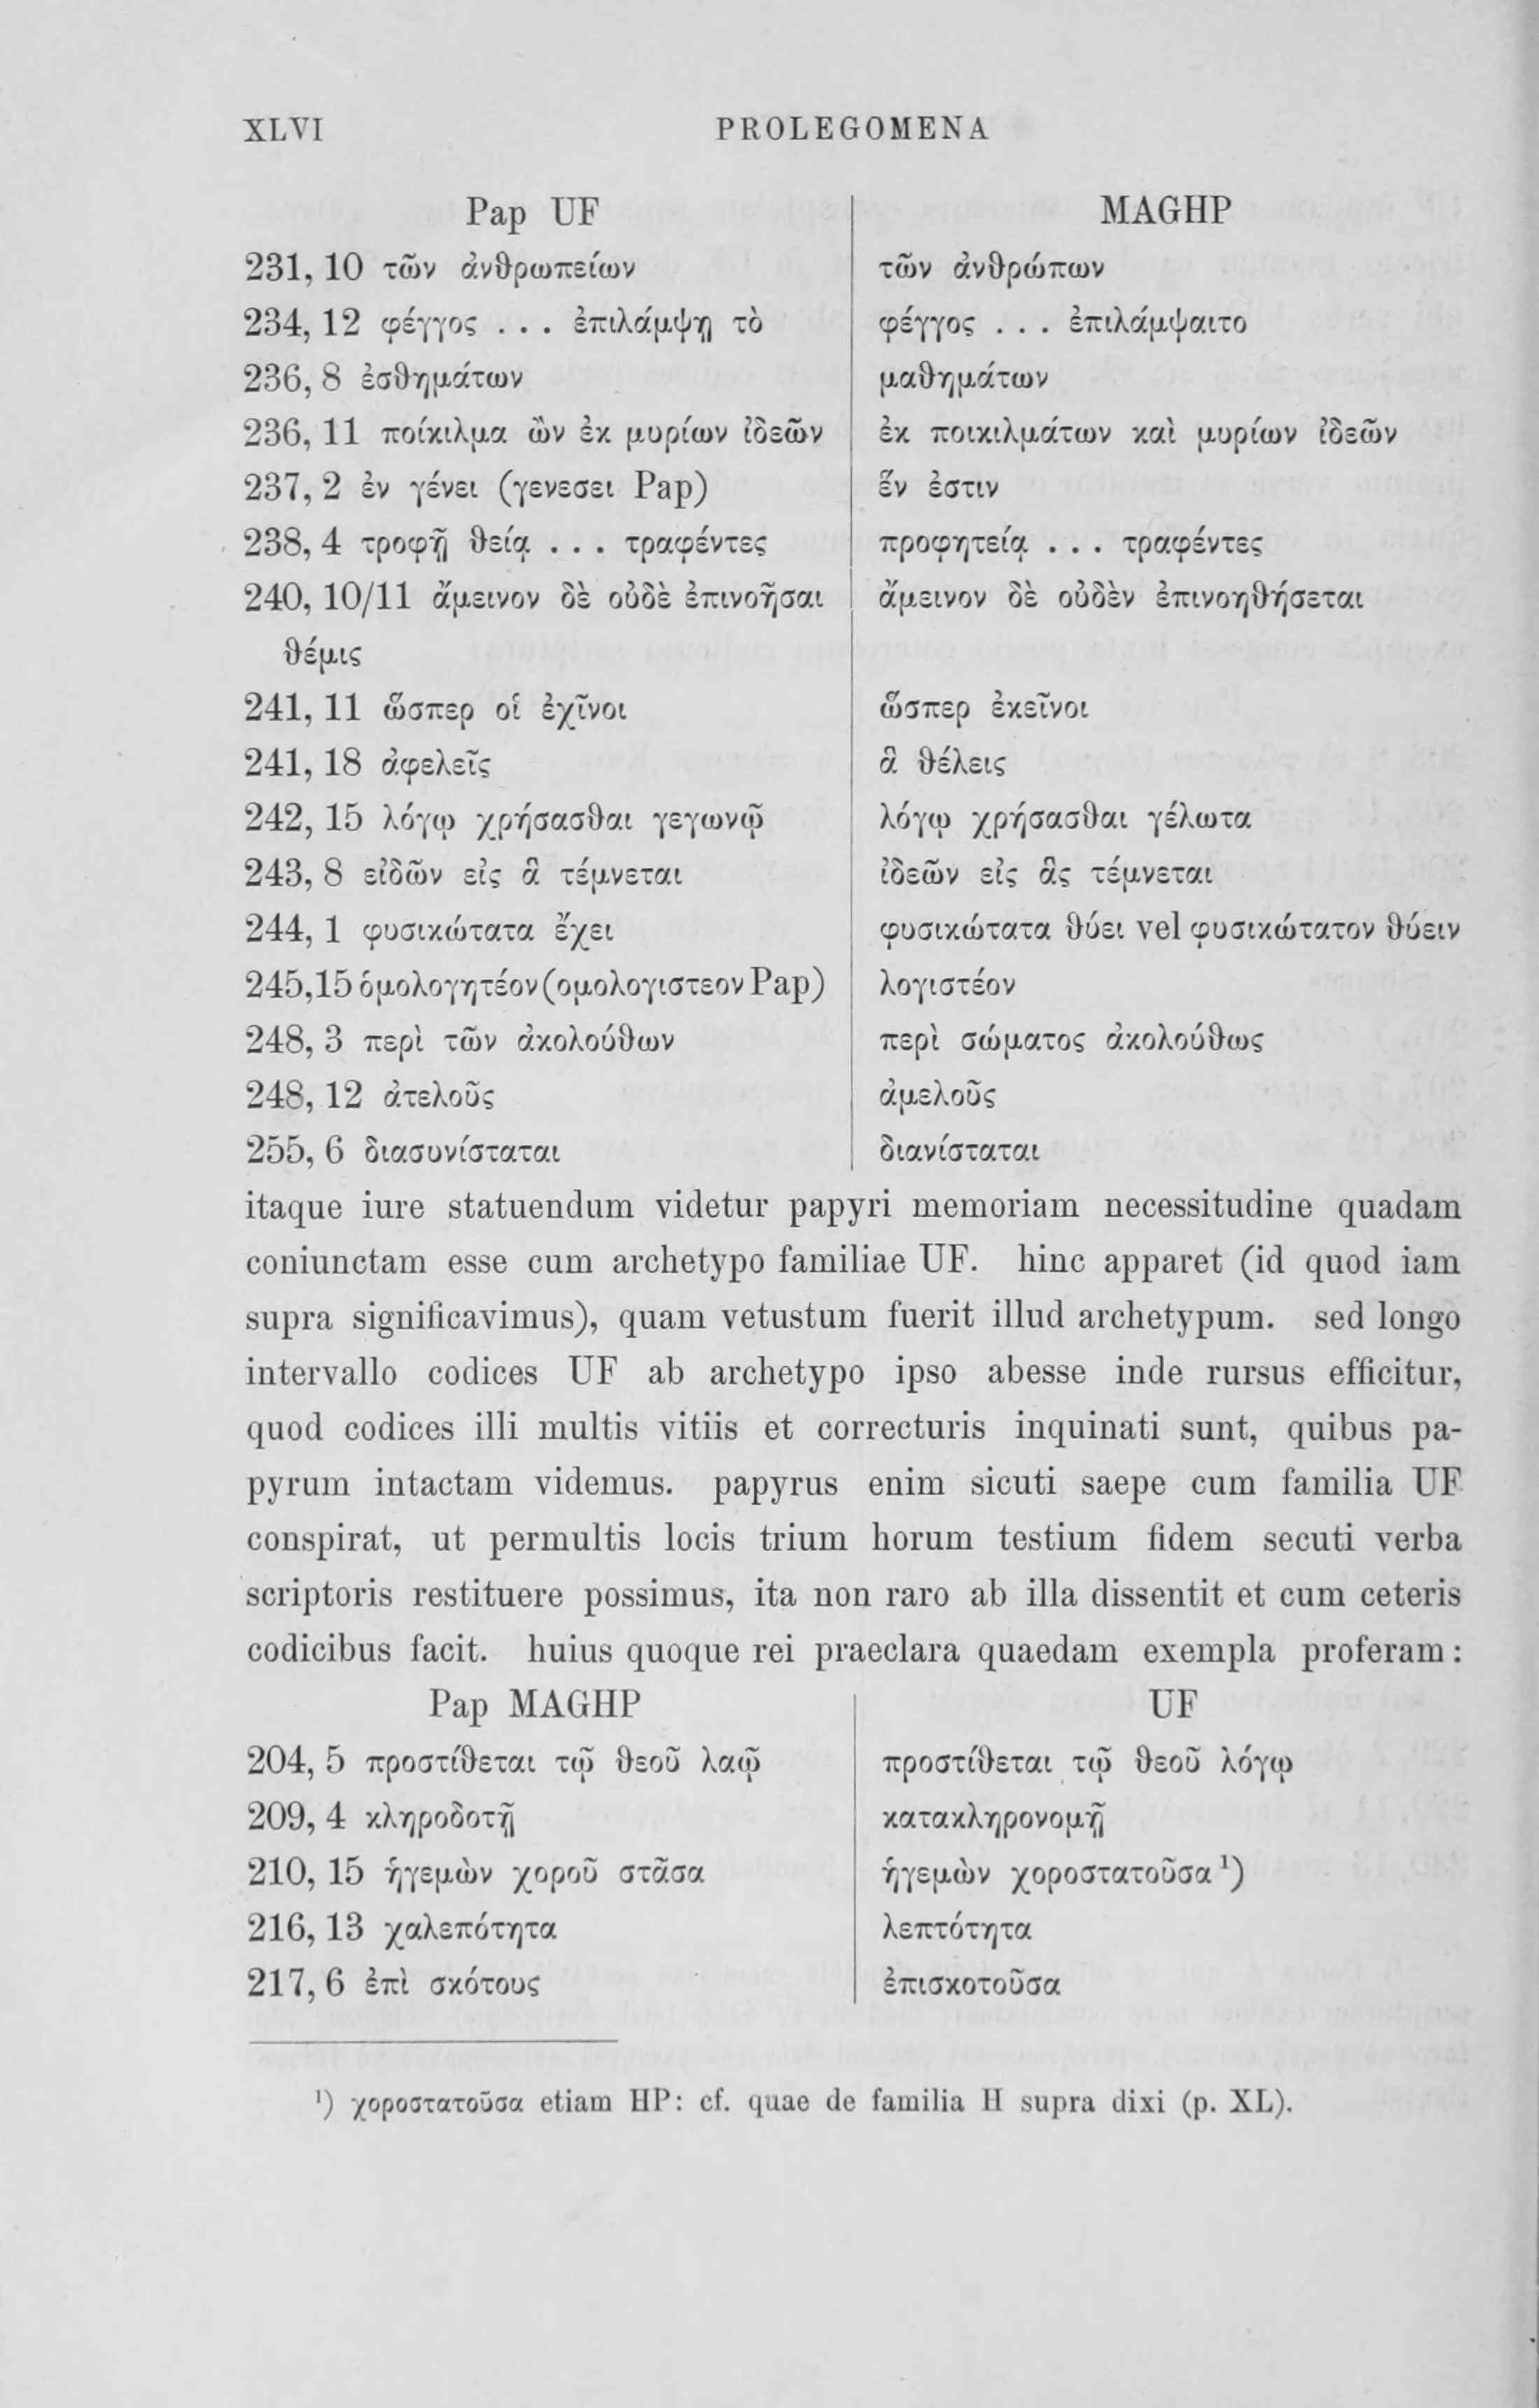 XLVI PROLEGOMENA
Pap UF MAGHP
231, 10 τῶν ἀνθρωπείων τῶν ἀνθρώπων
234, 12 φέγγος . . . ἐπιλάμψῃ τὸ φέγγος . . . ἐπιλάμψαιτο
236, 8 ἐσθημάτων μαθημάτων
236, 11 ποίκιλμα ὢν ἐκ μυρίων ἰδεῶν ἐκ ποικιλμάτων καὶ μυρίων ἰδεῶν
237, 2 ἐν γένει (γενεσει Pap) ἕν ἐστιν
238, 4 τροφῇ θείᾳ . . . τραφέντες προφητείᾳ . . . τραφέντες
240, 10/11 ἄμεινον δὲ οὐδὲ ἐπινοῆσαι ἄμεινον δὲ οὐδὲν ἐπινοηθήσεται
θέμις
241, 11 ὥσπερ οἱ ἐχῖνοι ὥσπερ ἐκεῖνοι
241, 18 ἀφελεῖς ἃ θέλεις
242, 15 λόγῳ χρήσασθαι γεγωνῷ λόγῳ χρήσασθαι γέλωτα
243, 8 εἰδῶν εἰς ἃ τέμνεται ἰδεῶν εἰς ἃς τέμνεται
244, 1 φυσικώτατα ἔχει φυσικώτατα θύει vel φυσικώτατον θύειν
245,15 ὁμολογητέον (ομολογιστεον Pap) λογιστέον
248, 3 περὶ τῶν ἀκολούθων περὶ σώματος ἀκολούθως
248, 12 ἀτελοῦς ἀμελοῦς
255, 6 διασυνίσταται διανίσταται
itaque iure statuendum videtur papyri memoriam necessitudine quadam
coniunctam esse cum archetypo familiae UF. hinc apparet (id quod iam
supra significavimus), quam vetustum fuerit illud archetypum. sed longo
intervallo codices UF ab archetypo ipso abesse inde rursus efficitur,
quod codices illi multis vitiis et correcturis inquinati sunt, quibus pa-
pyrum intactam videmus. papyrus enim sicuti saepe cum familia UF
conspirat, ut permultis locis trium horum testium fidem secuti verba
scriptoris restituere possimus, ita non raro ab illa dissentit et cum ceteris
codicibus facit. huius quoque rei praeclara quaedam exempla proferam:
Pap MAGHP UF
204, 5 προστίθεται τῷ θεοῦ λαῷ προστίθεται τῷ θεοῦ λόγῳ
209, 4 κληροδοτῇ κατακληρονομῇ
210, 15 ἡγεμὼν χοροῦ στᾶσα ἡγεμὼν χοροστατοῦσα ¹)
216, 13 χαλεπότητα λεπτότητα
217, 6 ἐπὶ σκότους ἐπισκοτοῦσα
¹) χοροστατοῦσα etiam HP: cf. quae de familia H supra dixi (p. XL).